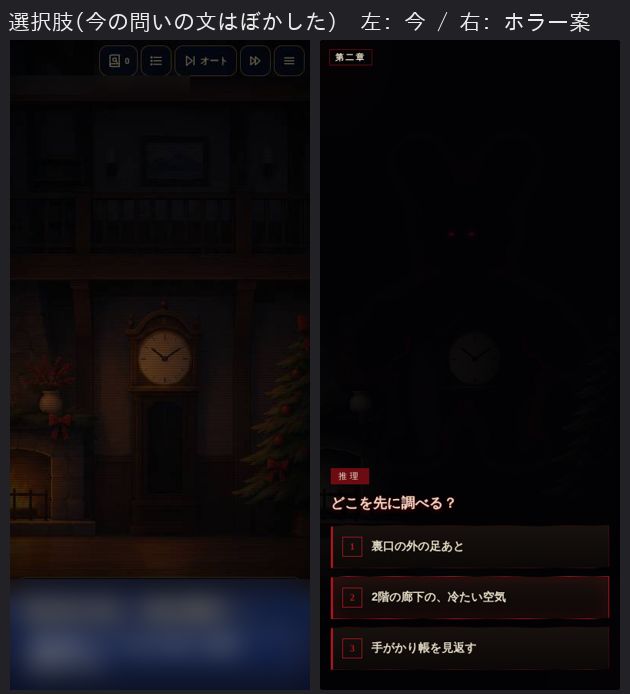 選択肢(今の問いの文はぼかした) 左: 今 / 右: ホラー案
0
オート
第二章
推理
どこを先に調べる？
1 裏口の外の足あと
2 2階の廊下の、冷たい空気
3 手がかり帳を見返す